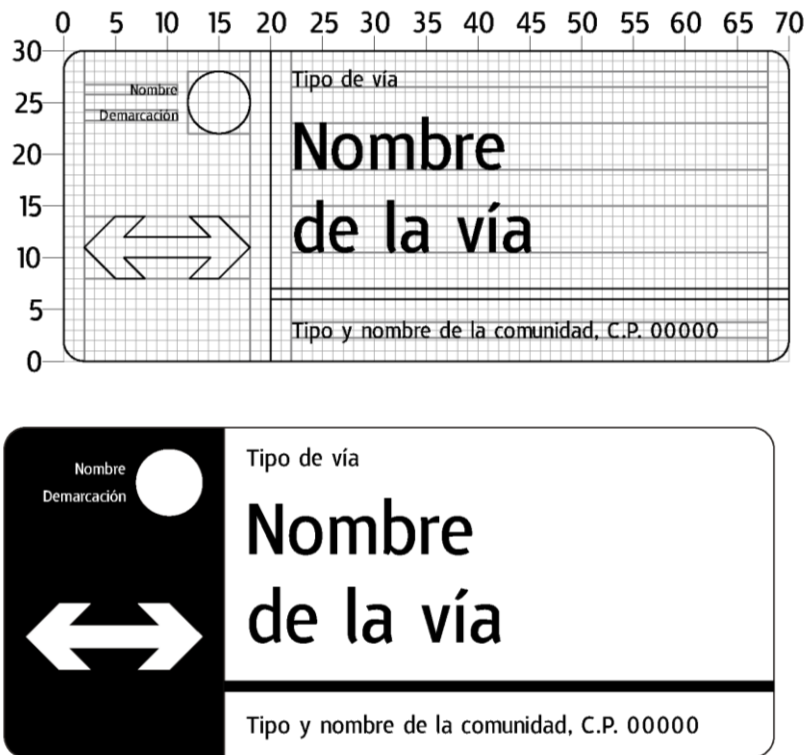 0 5 10 15 20 25 30 35 40 45 50 55 60 65 70
30
25
20
15
10
5
0
Nombre
Demarcación
Tipo de vía
Nombre
de la vía
Tipo y nombre de la comunidad, C.P. 00000
Nombre
Demarcación
Tipo de vía
Nombre
de la vía
Tipo y nombre de la comunidad, C.P. 00000